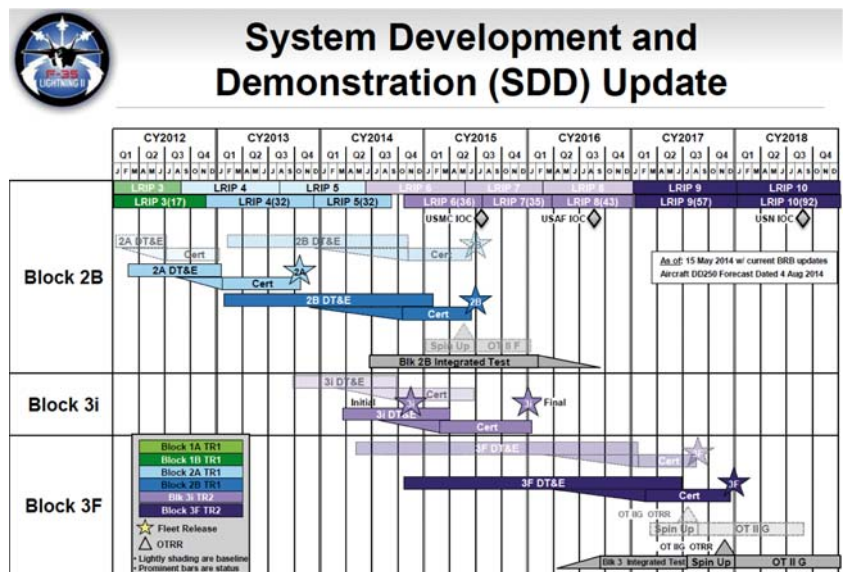 F-35
LIGHTNING II
System Development and
Demonstration (SDD) Update
CY2012 CY2013 CY2014 CY2015 CY2016 CY2017 CY2018
Q1 Q2 Q3 Q4 Q1 Q2 Q3 Q4 Q1 Q2 Q3 Q4 Q1 Q2 Q3 Q4 Q1 Q2 Q3 Q4 Q1 Q2 Q3 Q4 Q1 Q2 Q3 Q4
J F M A M J J A S O N D J F M A M J J A S O N D J F M A M J J A S O N D J F M A M J J A S O N D J F M A M J J A S O N D J F M A M J J A S O N D J F M A M J J A S O N D
LRIP 3 LRIP 4 LRIP 5 LRIP 6 LRIP 7 LRIP 8 LRIP 9 LRIP 10
LRIP 3(17) LRIP 4(32) LRIP 5(32) LRIP 6(36) LRIP 7(35) LRIP 8(43) LRIP 9(57) LRIP 10(92)
USMC IOC USAF IOC USN IOC
Block 2B
2A DT&E 2B DT&E
Cert Cert
As of: 15 May 2014 w/ current BRB updates
Aircraft DD250 Forecast Dated 4 Aug 2014
2A DT&E 2A
Cert
2B DT&E 2B
Cert
Spin Up OT II F
Blk 2B Integrated Test
Block 3i
3i DT&E
Cert
Initial 3i 3i Final
3i DT&E
Cert
Block 3F
3F DT&E
Cert
3F DT&E 3F
Cert
OT IIG OTRR
Spin Up OT II G
OT IIG OTRR
Blk 3 Integrated Test Spin Up OT II G
Block 1A TR1
Block 1B TR1
Block 2A TR1
Block 2B TR1
Blk 3i TR2
Block 3F TR2
Fleet Release
OTRR
• Lightly shading are baseline
• Prominent bars are status